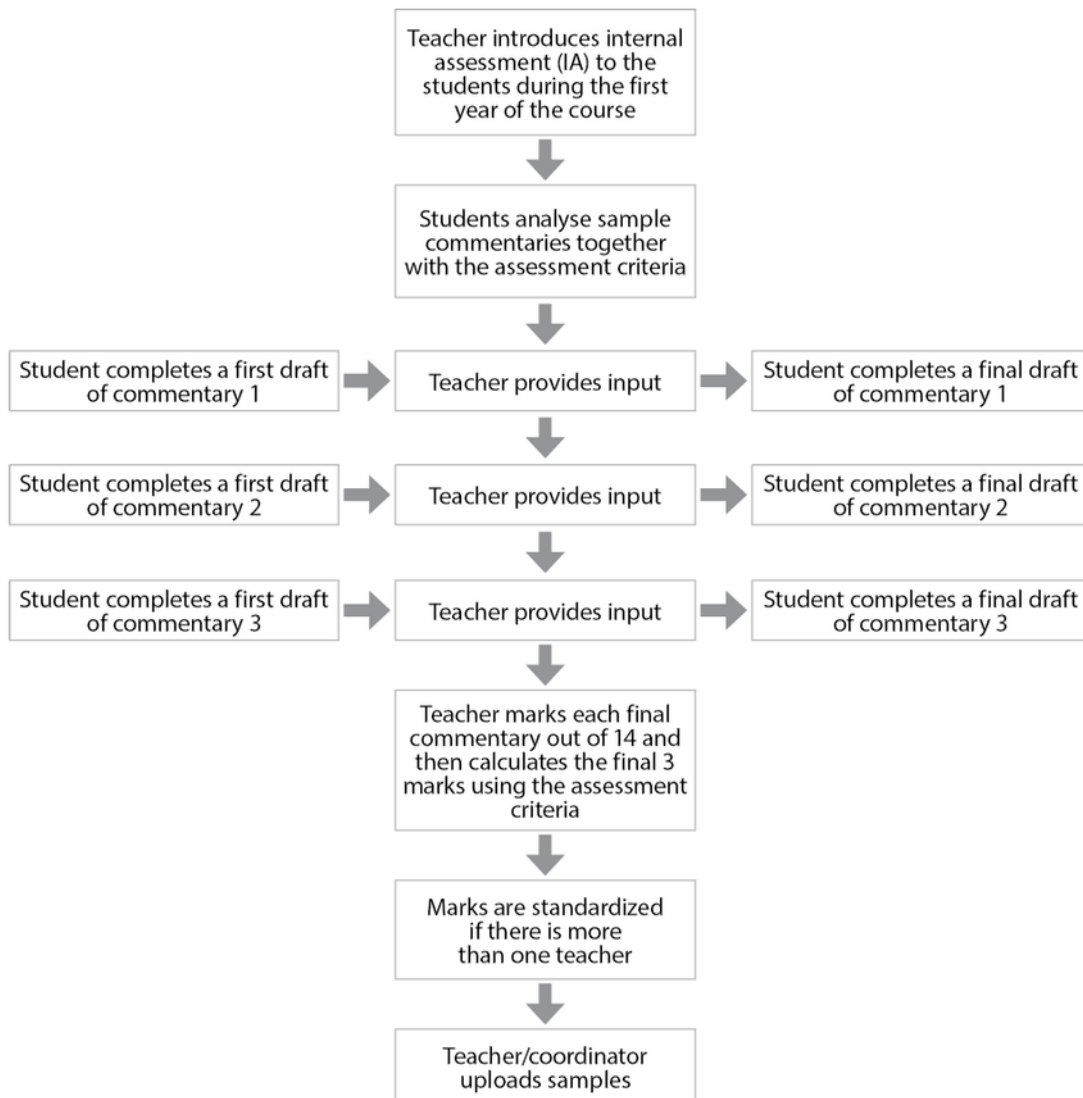 Teacher introduces internal
assessment (IA) to the
students during the first
year of the course
Students analyse sample
commentaries together
with the assessment criteria
Student completes a first draft
of commentary 1
Teacher provides input
Student completes a final draft
of commentary 1
Student completes a first draft
of commentary 2
Teacher provides input
Student completes a final draft
of commentary 2
Student completes a first draft
of commentary 3
Teacher provides input
Student completes a final draft
of commentary 3
Teacher marks each final
commentary out of 14 and
then calculates the final 3
marks using the assessment
criteria
Marks are standardized
if there is more
than one teacher
Teacher/coordinator
uploads samples